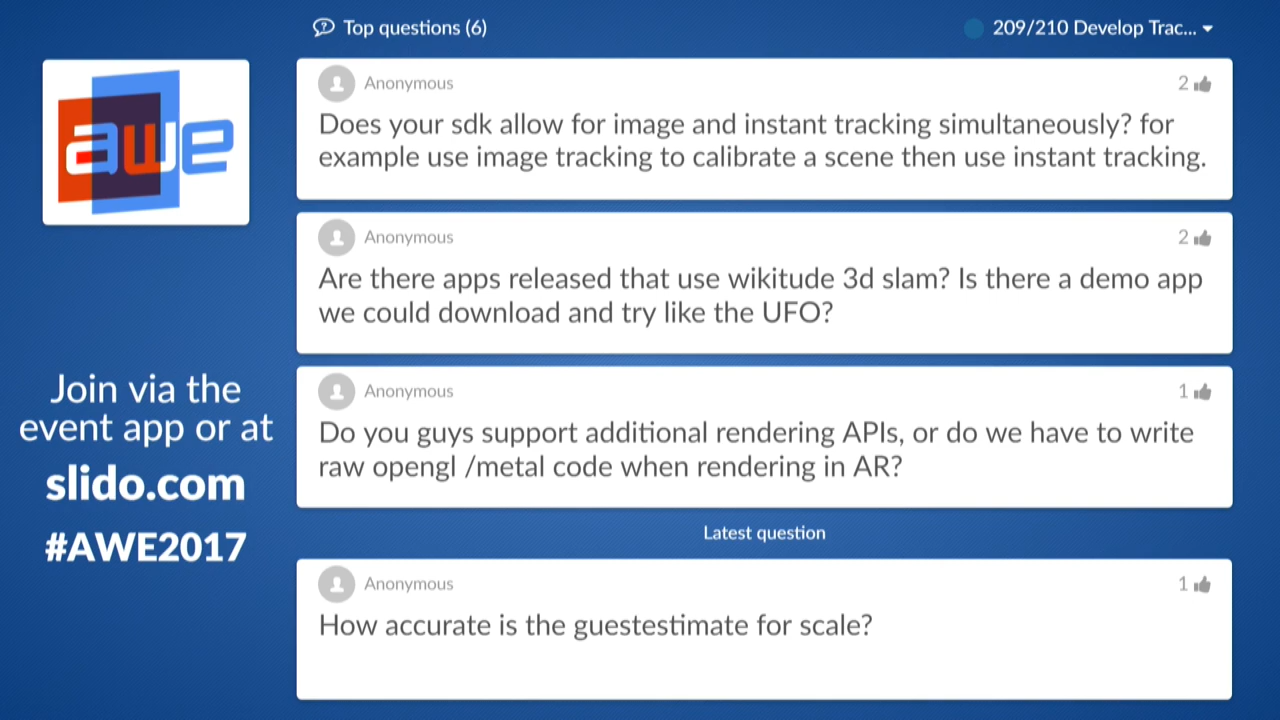 Top questions (6)
209/210 Develop Trac...
awe
Anonymous
2
Does your sdk allow for image and instant tracking simultaneously? for
example use image tracking to calibrate a scene then use instant tracking.
Anonymous
2
Are there apps released that use wikitude 3d slam? Is there a demo app
we could download and try like the UFO?
Anonymous
1
Do you guys support additional rendering APIs, or do we have to write
raw opengl /metal code when rendering in AR?
Latest question
Anonymous
1
How accurate is the guestestimate for scale?
Join via the
event app or at
slido.com
#AWE2017